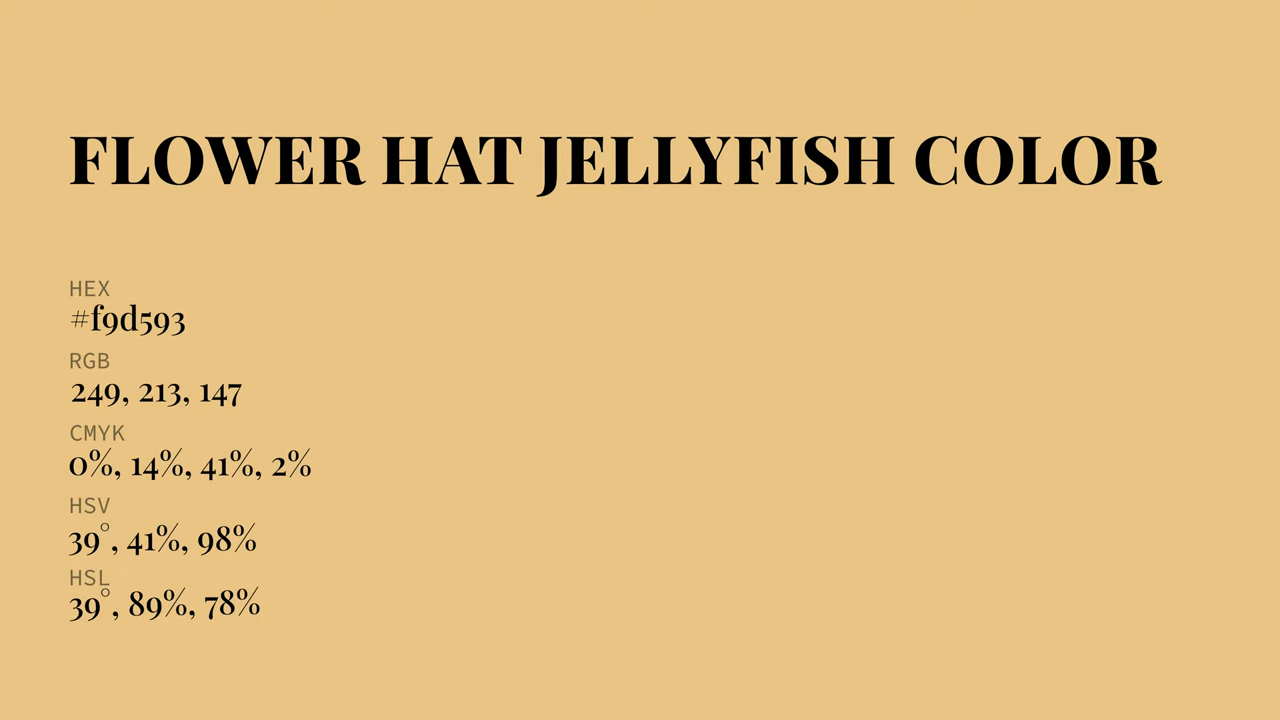 FLOWER HAT JELLYFISH COLOR
HEX
#f9d593
RGB
249, 213, 147
CMYK
0%, 14%, 41%, 2%
HSV
39°, 41%, 98%
HSL
39°, 89%, 78%